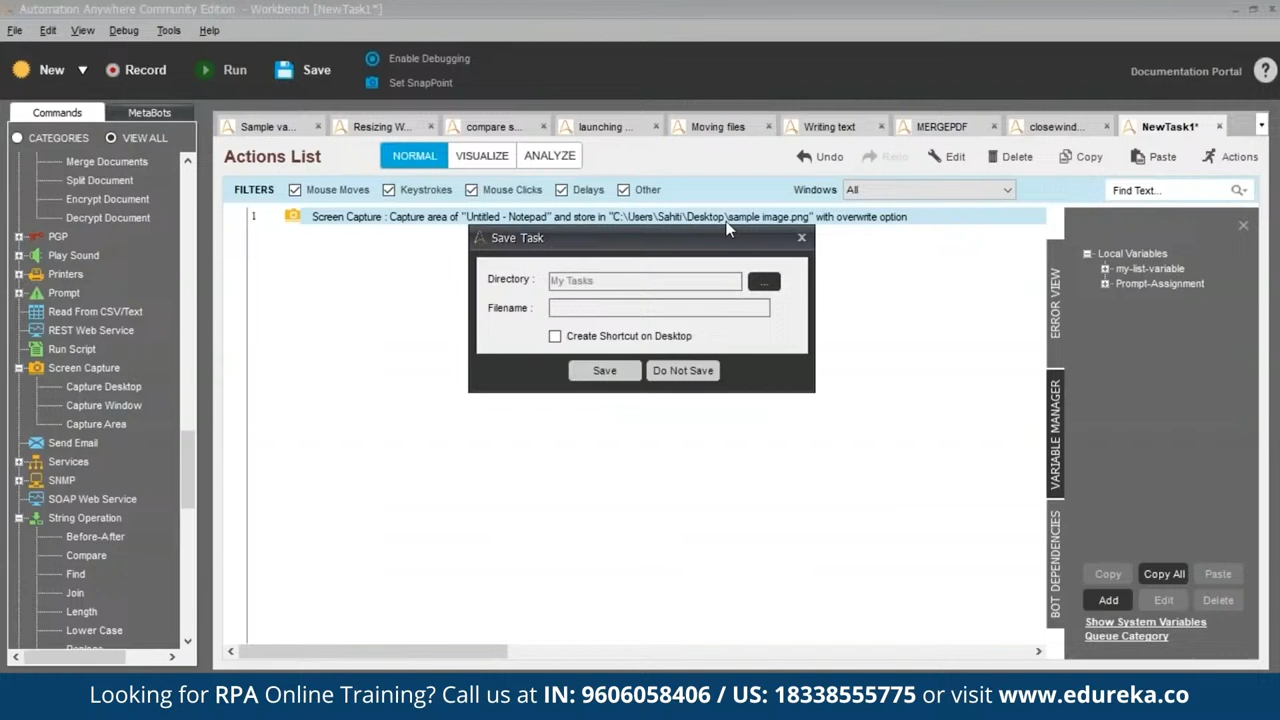 Automation Anywhere Community Edition - Workbench [NewTask1*]
File Edit View Debug Tools Help
New Record Run Save
Enable Debugging
Set SnapPoint
Documentation Portal ?
Commands MetaBots
Sample va... Resizing W... compare s... launching ... Moving files Writing text MERGEPDF closewind... NewTask1*
CATEGORIES VIEW ALL
Actions List NORMAL VISUALIZE ANALYZE Undo Redo Edit Delete Copy Paste Actions
FILTERS Mouse Moves Keystrokes Mouse Clicks Delays Other Windows All Find Text...
1 Screen Capture : Capture area of "Untitled - Notepad" and store in "C:\Users\Sahiti\Desktop\sample image.png" with overwrite option
Merge Documents
Split Document
Encrypt Document
Decrypt Document
PGP
Play Sound
Printers
Prompt
Read From CSV/Text
REST Web Service
Run Script
Screen Capture
Capture Desktop
Capture Window
Capture Area
Send Email
Services
SNMP
SOAP Web Service
String Operation
Before-After
Compare
Find
Join
Length
Lower Case
Save Task
Directory : My Tasks ...
Filename :
Create Shortcut on Desktop
Save Do Not Save
ERROR VIEW
VARIABLE MANAGER
BOT DEPENDENCIES
Local Variables
my-list-variable
Prompt-Assignment
Copy Copy All Paste
Add Edit Delete
Show System Variables
Queue Category
Looking for RPA Online Training? Call us at IN: 9606058406 / US: 18338555775 or visit www.edureka.co